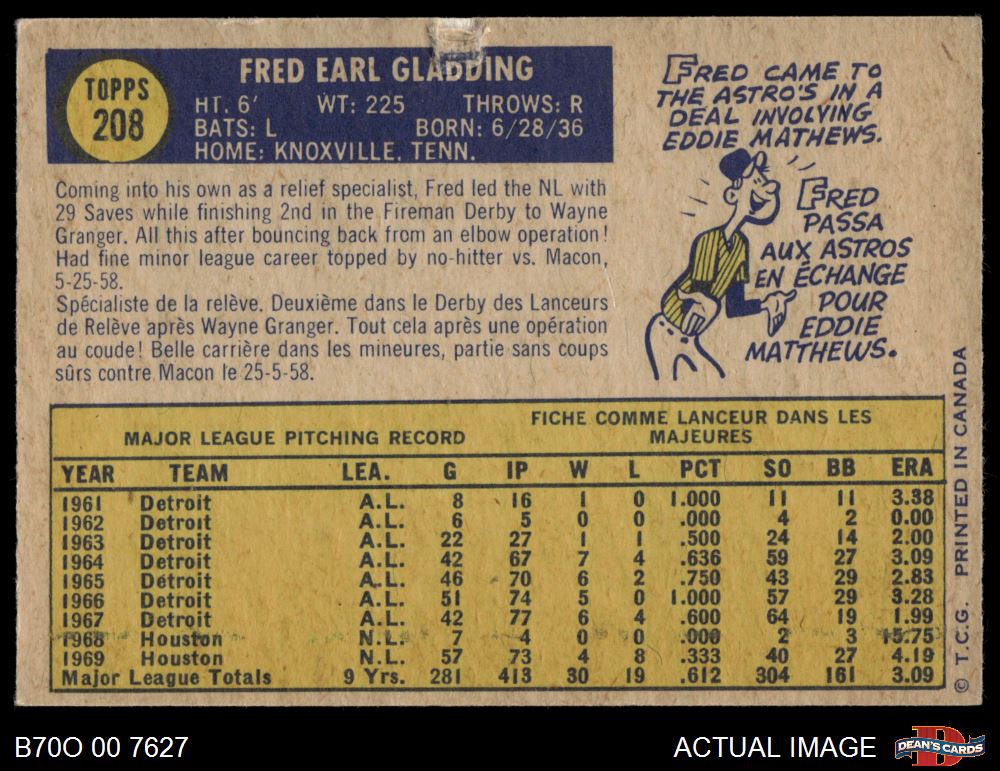 TOPPS
208
FRED EARL GLADDING
HT. 6' WT: 225 THROWS: R
BATS: L BORN: 6/28/36
HOME: KNOXVILLE, TENN.
Coming into his own as a relief specialist, Fred led the NL with
29 Saves while finishing 2nd in the Fireman Derby to Wayne
Granger. All this after bouncing back from an elbow operation!
Had fine minor league career topped by no-hitter vs. Macon,
5-25-58.
Spécialiste de la relève. Deuxième dans le Derby des Lanceurs
de Relève après Wayne Granger. Tout cela après une opération
au coude! Belle carrière dans les mineures, partie sans coups
sûrs contre Macon le 25-5-58.
FRED CAME TO
THE ASTRO'S IN A
DEAL INVOLVING
EDDIE MATHEWS.
FRED
PASSA
AUX ASTROS
EN ÉCHANGE
POUR
EDDIE
MATTHEWS.
MAJOR LEAGUE PITCHING RECORD
FICHE COMME LANCEUR DANS LES
MAJEURES
YEAR TEAM LEA. G IP W L PCT SO BB ERA
1961 Detroit A.L. 8 16 1 0 1.000 11 11 3.38
1962 Detroit A.L. 6 5 0 0 .000 4 2 0.00
1963 Detroit A.L. 22 27 1 1 .500 24 14 2.00
1964 Detroit A.L. 42 67 7 4 .636 59 27 3.09
1965 Detroit A.L. 46 70 6 2 .750 43 29 2.83
1966 Detroit A.L. 51 74 5 0 1.000 57 29 3.28
1967 Detroit A.L. 42 77 6 4 .600 64 19 1.99
1968 Houston N.L. 7 4 0 0 .000 2 3 15.75
1969 Houston N.L. 57 73 4 8 .333 40 27 4.19
Major League Totals 9 Yrs. 281 413 30 19 .612 304 161 3.09
© T.C.G. PRINTED IN CANADA
B70O 00 7627
ACTUAL IMAGE
DEAN'S CARDS